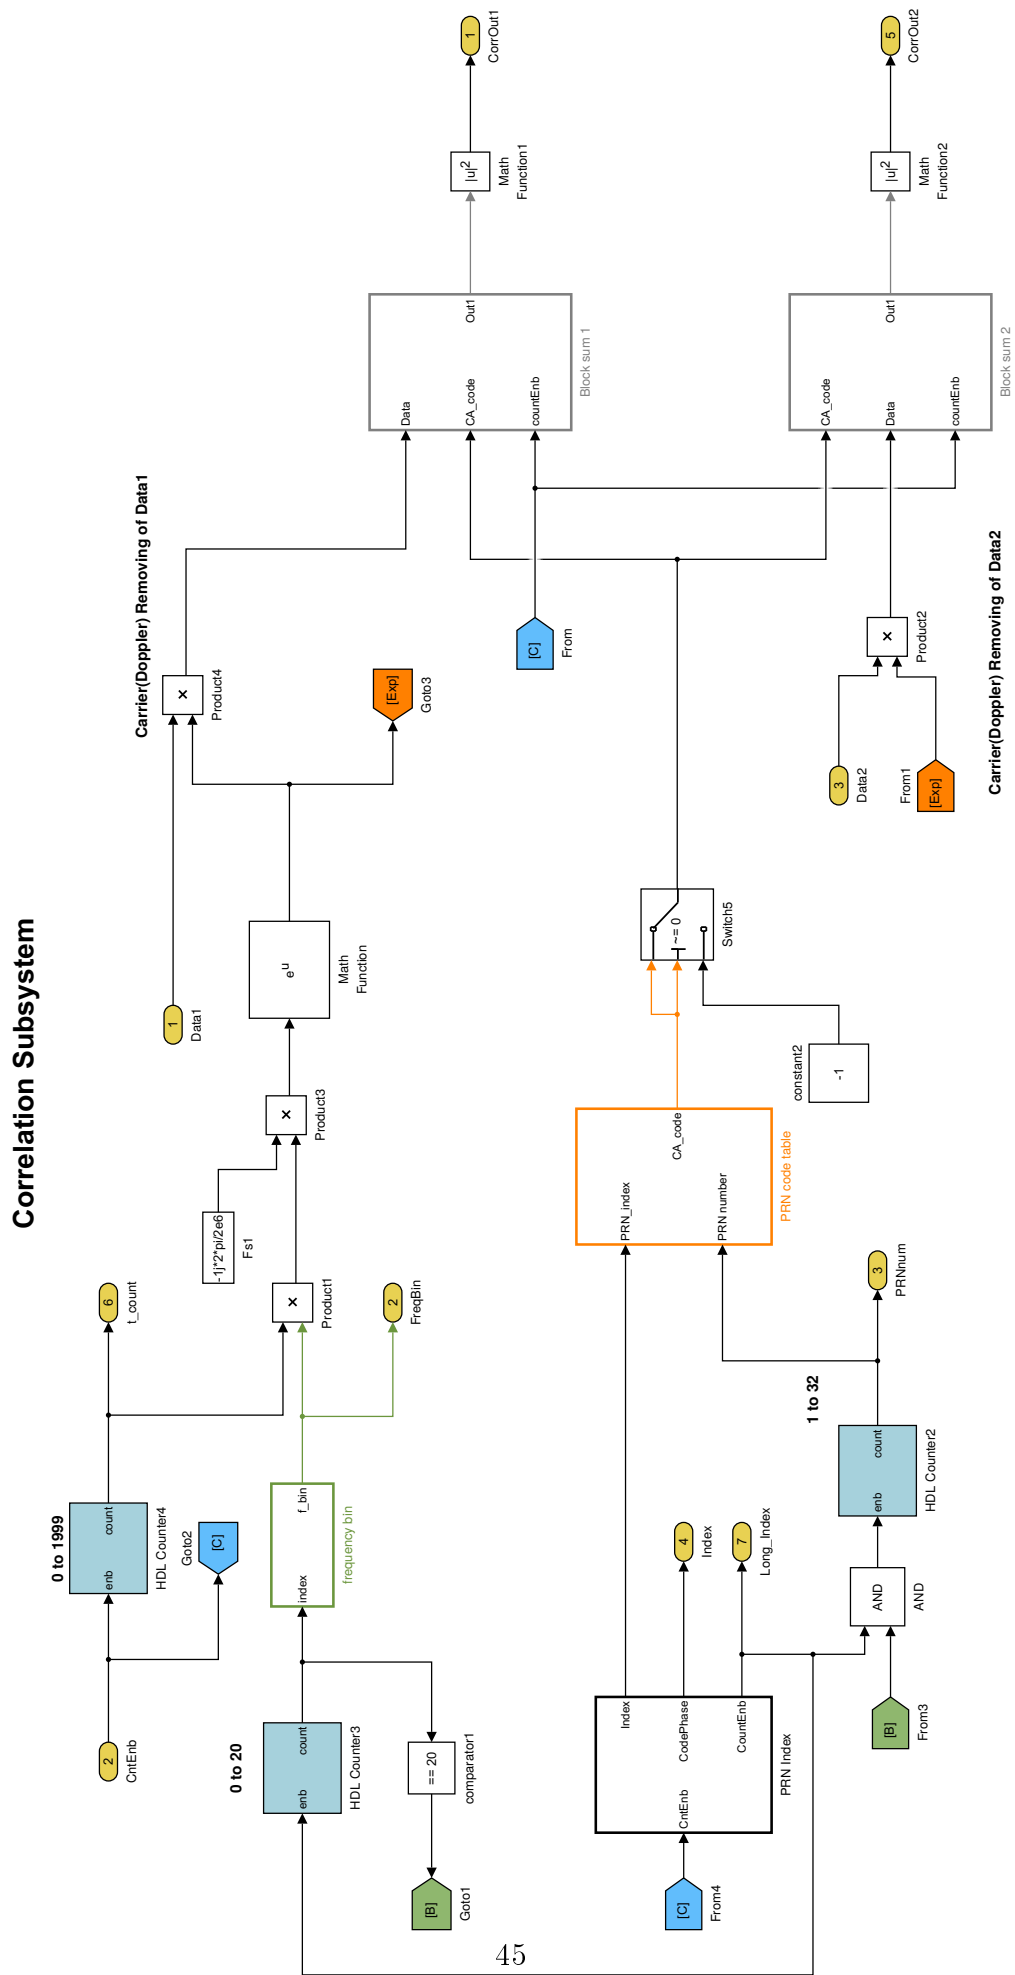 Correlation Subsystem
2
CntEnb
0 to 1999
enb
count
HDL Counter4
Goto2
[C]
6
t_count
0 to 20
enb
count
HDL Counter3
== 20
comparator1
[B]
Goto1
index
f_bin
frequency bin
2
FreqBin
×
Product1
-1j*2*pi/2e6
Fs1
×
Product3
e^u
Math
Function
1
Data1
×
Product4
Carrier(Doppler) Removing of Data1
[Exp]
Goto3
[C]
From
Data
CA_code
countEnb
Out1
Block sum 1
|u|^2
Math
Function1
1
CorrOut1
[C]
From4
CntEnb
Index
CodePhase
CountEnb
PRN Index
4
Index
7
Long_Index
[B]
From3
AND
AND
1 to 32
enb
count
HDL Counter2
3
PRNnum
PRN_index
PRN number
CA_code
PRN code table
constant2
-1
~= 0
Switch5
3
Data2
From1
[Exp]
×
Product2
Carrier(Doppler) Removing of Data2
CA_code
Data
countEnb
Out1
Block sum 2
|u|^2
Math
Function2
5
CorrOut2
45